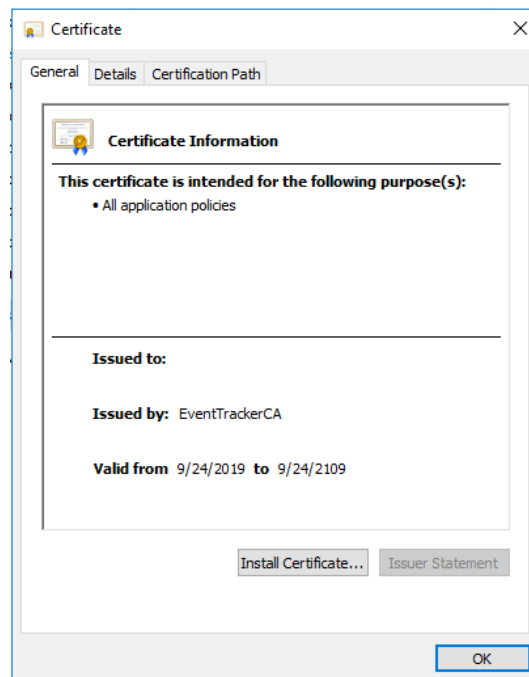 Certificate
General Details Certification Path
Certificate Information
This certificate is intended for the following purpose(s):
• All application policies
Issued to:
Issued by: EventTrackerCA
Valid from 9/24/2019 to 9/24/2109
Install Certificate... Issuer Statement
OK